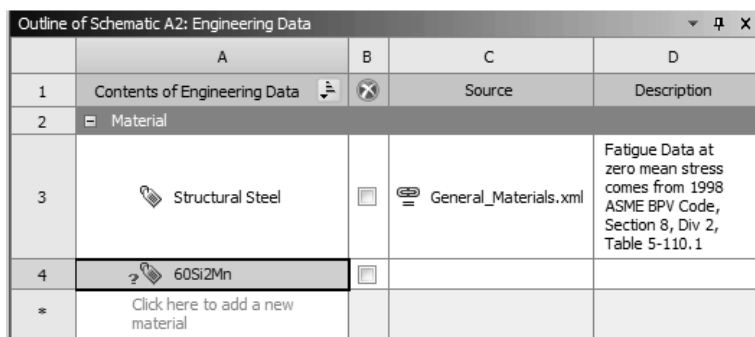 Outline of Schematic A2: Engineering Data
A B C D
1 Contents of Engineering Data Source Description
2 Material
3 Structural Steel General_Materials.xml Fatigue Data at
zero mean stress
comes from 1998
ASME BPV Code,
Section 8, Div 2,
Table 5-110.1
4 ? 60Si2Mn
* Click here to add a new
material